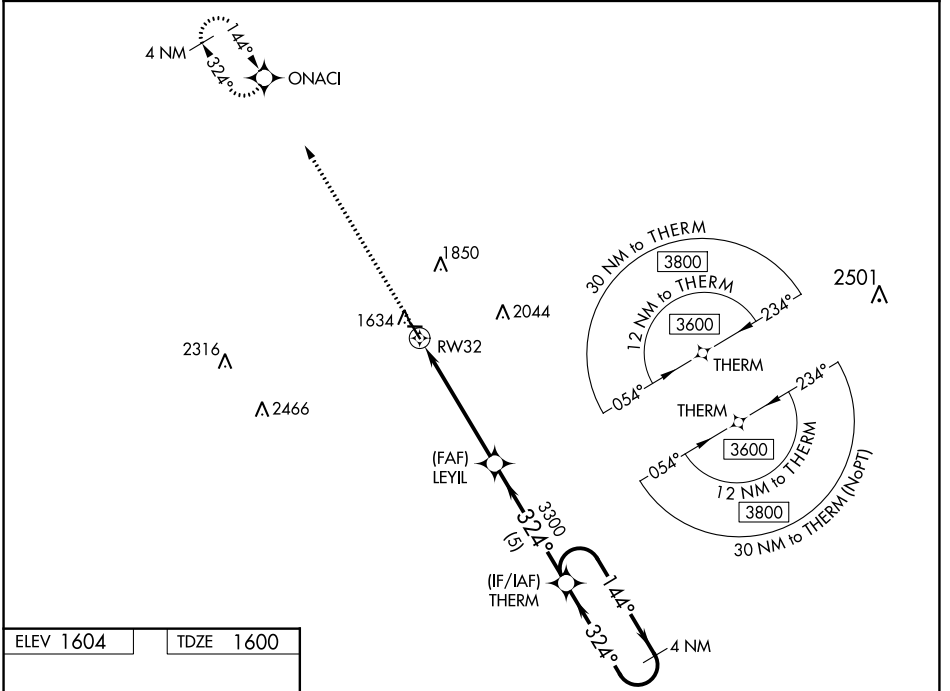 4 NM
144°
324°
ONACI
1850
1634
2044
RW32
2316
2466
30 NM to THERM
3800
12 NM to THERM
3600
234°
054°
THERM
2501
THERM
234°
054°
3600
12 NM to THERM
3800
30 NM to THERM (NoPT)
(FAF)
LEYIL
3300
324°
(5)
(IF/IAF)
THERM
144°
324°
4 NM
ELEV 1604
TDZE 1600